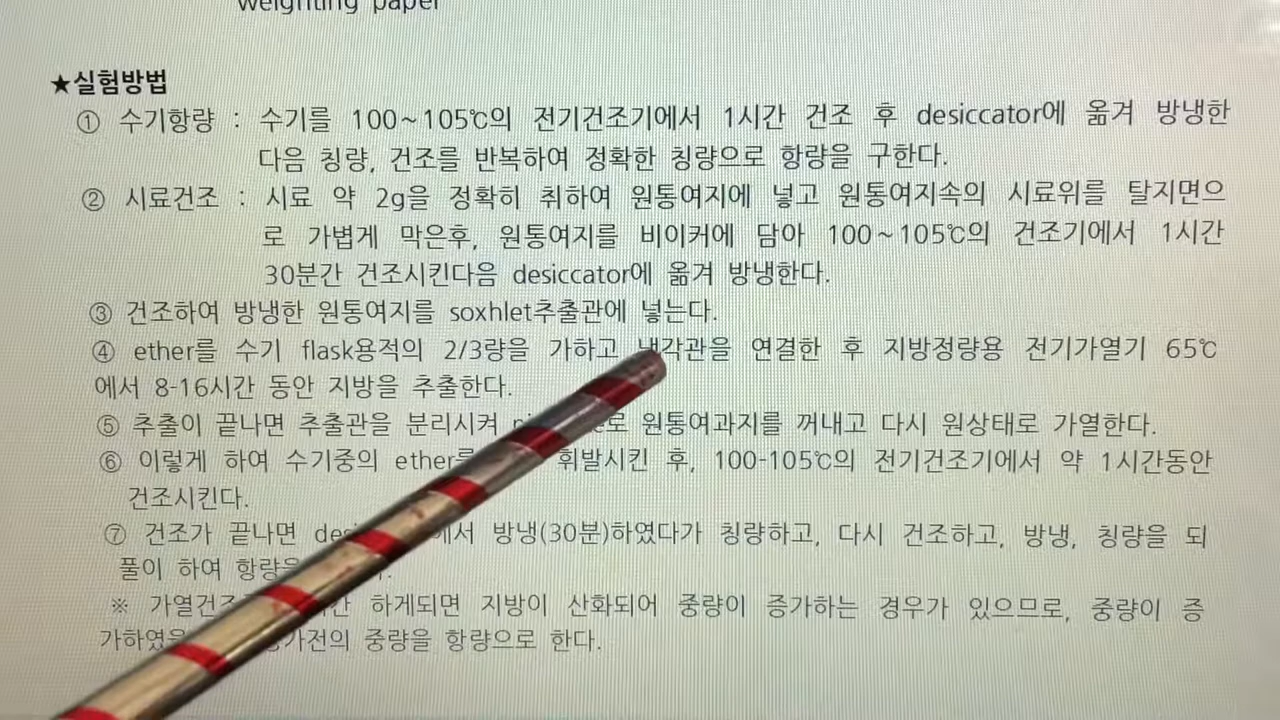 weighting paper
★실험방법
① 수기항량 : 수기를 100~105℃의 전기건조기에서 1시간 건조 후 desiccator에 옮겨 방냉한
다음 칭량, 건조를 반복하여 정확한 칭량으로 항량을 구한다.
② 시료건조 : 시료 약 2g을 정확히 취하여 원통여지에 넣고 원통여지속의 시료위를 탈지면으
로 가볍게 막은후, 원통여지를 비이커에 담아 100~105℃의 건조기에서 1시간
30분간 건조시킨다음 desiccator에 옮겨 방냉한다.
③ 건조하여 방냉한 원통여지를 soxhlet추출관에 넣는다.
④ ether를 수기 flask용적의 2/3량을 가하고 냉각관을 연결한 후 지방정량용 전기가열기 65℃
에서 8-16시간 동안 지방을 추출한다.
⑤ 추출이 끝나면 추출관을 분리시켜 원통여과지를 꺼내고 다시 원상태로 가열한다.
⑥ 이렇게 하여 수기중의 ether를 휘발시킨 후, 100-105℃의 전기건조기에서 약 1시간동안
건조시킨다.
⑦ 건조가 끝나면 방냉(30분)하였다가 칭량하고, 다시 건조하고, 방냉, 칭량을 되
풀이 하여
※ 하게되면 지방이 산화되어 중량이 증가하는 경우가 있으므로, 중량이 증
중량을 항량으로 한다.